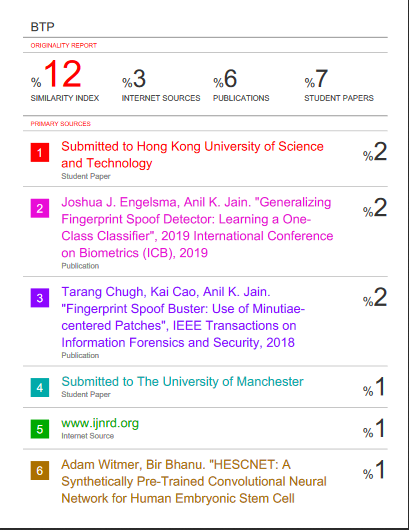 BTP
ORIGINALITY REPORT
%12
SIMILARITY INDEX
%3
INTERNET SOURCES
%6
PUBLICATIONS
%7
STUDENT PAPERS
PRIMARY SOURCES
1
Submitted to Hong Kong University of Science
and Technology
Student Paper
%2
2
Joshua J. Engelsma, Anil K. Jain. "Generalizing
Fingerprint Spoof Detector: Learning a One-
Class Classifier", 2019 International Conference
on Biometrics (ICB), 2019
Publication
%2
3
Tarang Chugh, Kai Cao, Anil K. Jain.
"Fingerprint Spoof Buster: Use of Minutiae-
centered Patches", IEEE Transactions on
Information Forensics and Security, 2018
Publication
%2
4
Submitted to The University of Manchester
Student Paper
%1
5
www.ijnrd.org
Internet Source
%1
6
Adam Witmer, Bir Bhanu. "HESCNET: A
Synthetically Pre-Trained Convolutional Neural
Network for Human Embryonic Stem Cell
%1